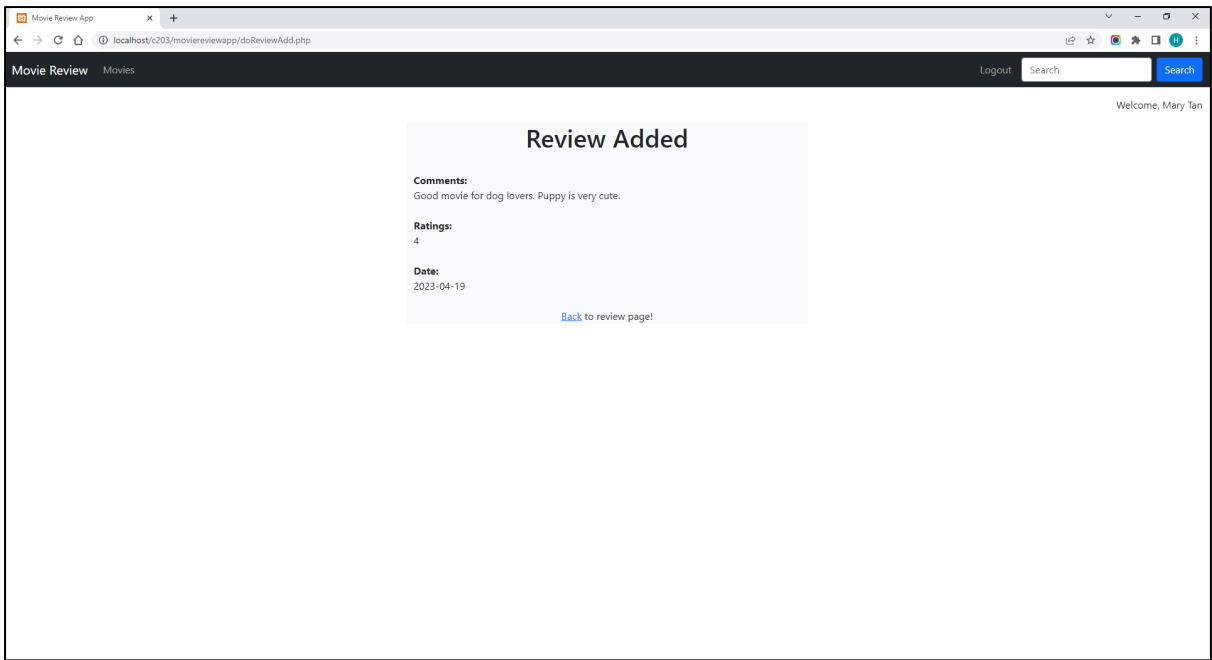 Movie Review App
localhost/c203/moviereviewapp/doReviewAdd.php
H
Movie Review Movies Logout Search Search
Welcome, Mary Tan
Review Added
Comments:
Good movie for dog lovers. Puppy is very cute.
Ratings:
4
Date:
2023-04-19
Back to review page!